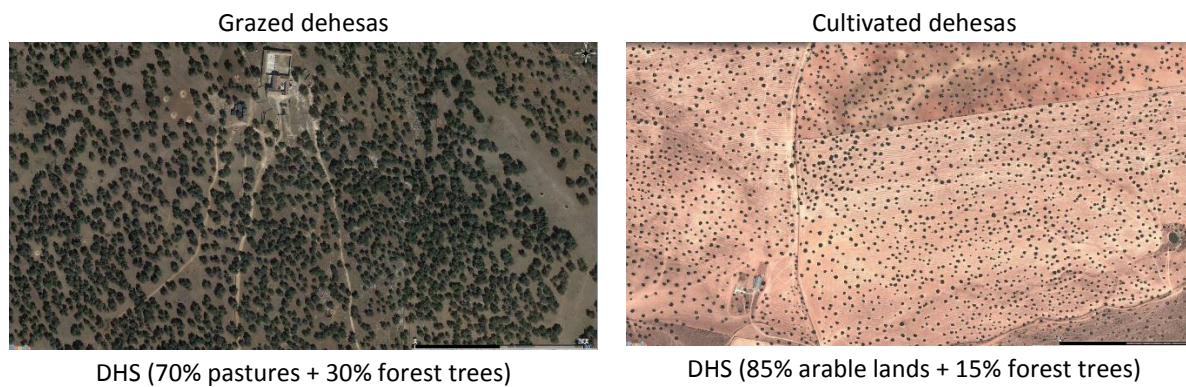 Grazed dehesas
Cultivated dehesas
DHS (70% pastures + 30% forest trees)
DHS (85% arable lands + 15% forest trees)